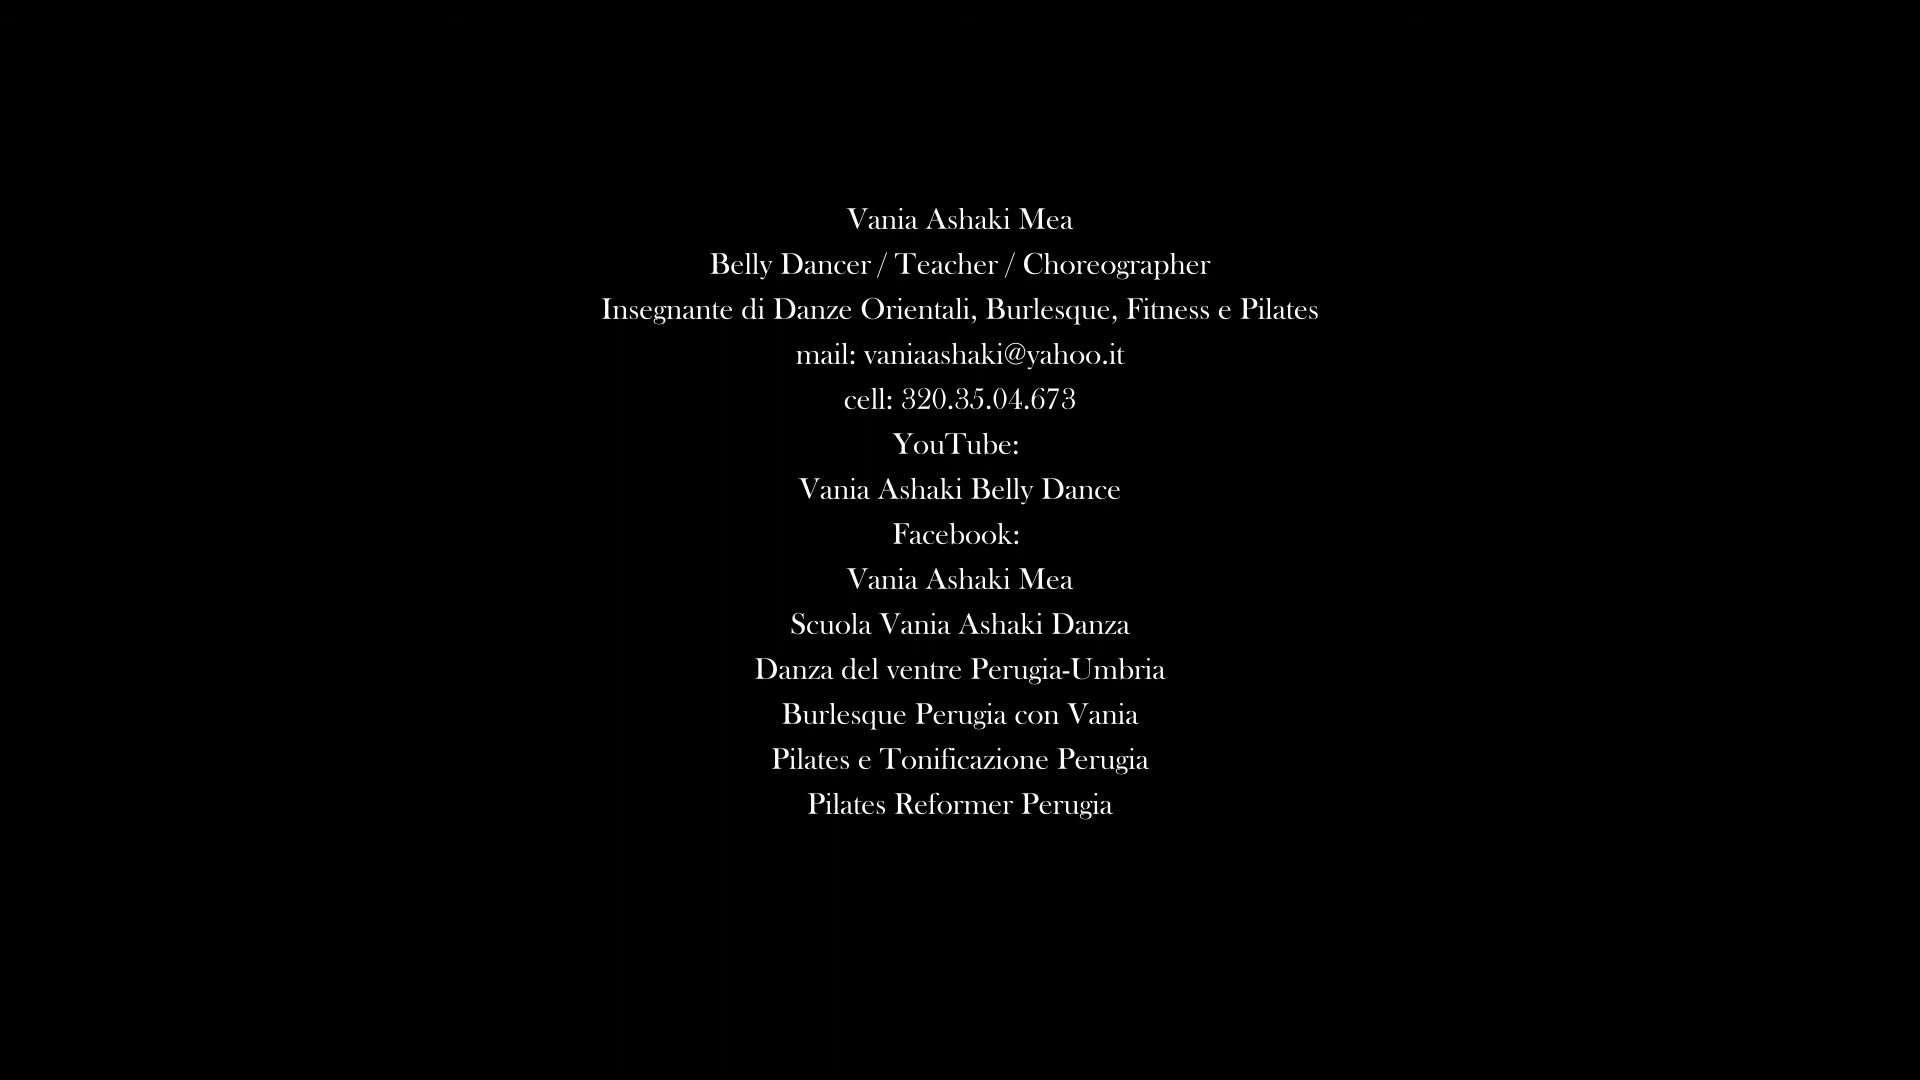 Vania Ashaki Mea
Belly Dancer / Teacher / Choreographer
Insegnante di Danze Orientali, Burlesque, Fitness e Pilates
mail: vaniaashaki@yahoo.it
cell: 320.35.04.673
YouTube:
Vania Ashaki Belly Dance
Facebook:
Vania Ashaki Mea
Scuola Vania Ashaki Danza
Danza del ventre Perugia-Umbria
Burlesque Perugia con Vania
Pilates e Tonificazione Perugia
Pilates Reformer Perugia